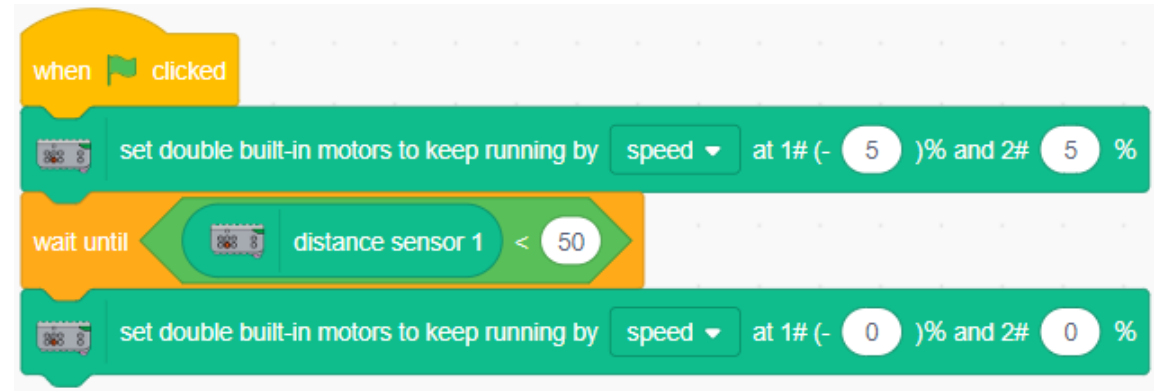 when clicked
set double built-in motors to keep running by speed at 1# (- 5 )% and 2# 5 %
wait until distance sensor 1 < 50
set double built-in motors to keep running by speed at 1# (- 0 )% and 2# 0 %